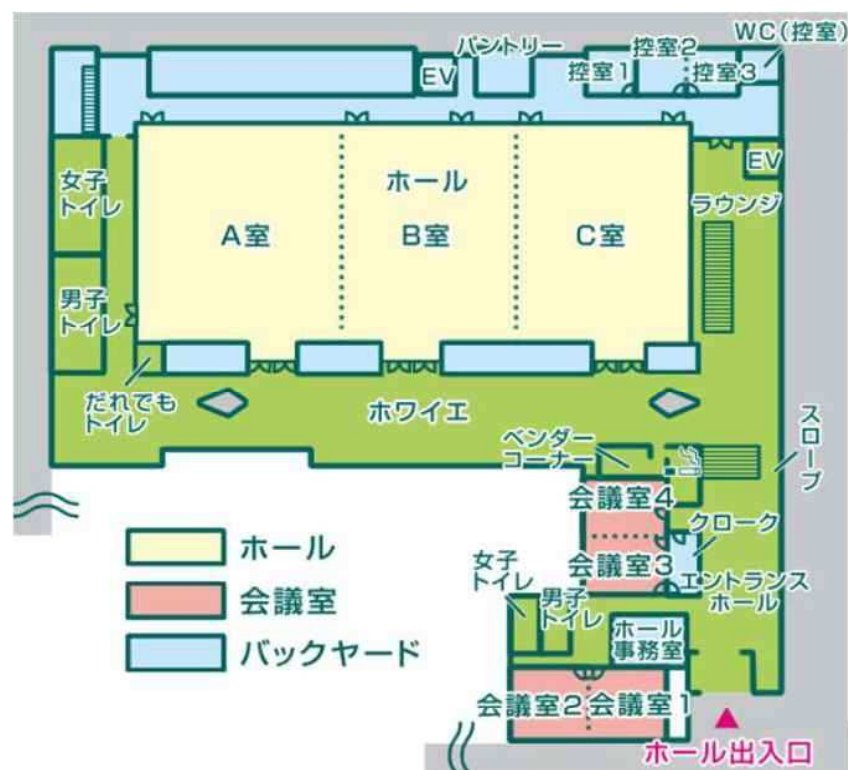 WC(控室)
パントリー
控室2
EV
控室1
控室3
EV
女子
トイレ
ホール
ラウンジ
A室
B室
C室
男子
トイレ
だれでも
トイレ
ホワイエ
ベンダー
コーナー
スロープ
会議室4
クローク
ホール
会議室3
女子
トイレ
エントランス
ホール
会議室
男子
トイレ
ホール
事務室
バックヤード
会議室2
会議室1
ホール出入口